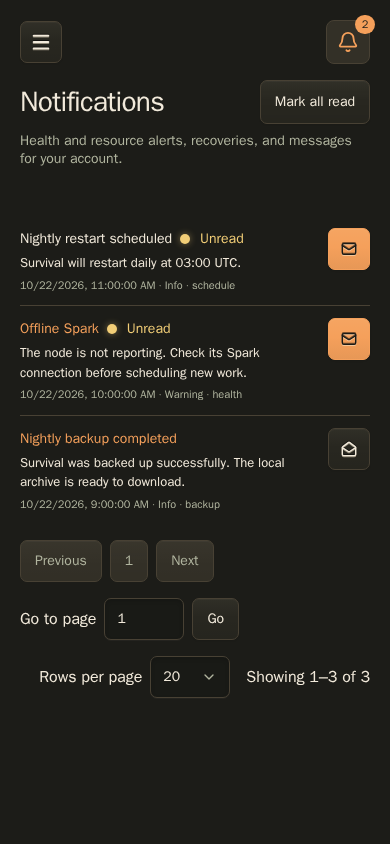 2
Notifications
Mark all read
Health and resource alerts, recoveries, and messages
for your account.
Nightly restart scheduled Unread
Survival will restart daily at 03:00 UTC.
10/22/2026, 11:00:00 AM · Info · schedule
Offline Spark Unread
The node is not reporting. Check its Spark
connection before scheduling new work.
10/22/2026, 10:00:00 AM · Warning · health
Nightly backup completed
Survival was backed up successfully. The local
archive is ready to download.
10/22/2026, 9:00:00 AM · Info · backup
Previous 1 Next
Go to page 1 Go
Rows per page 20 Showing 1–3 of 3